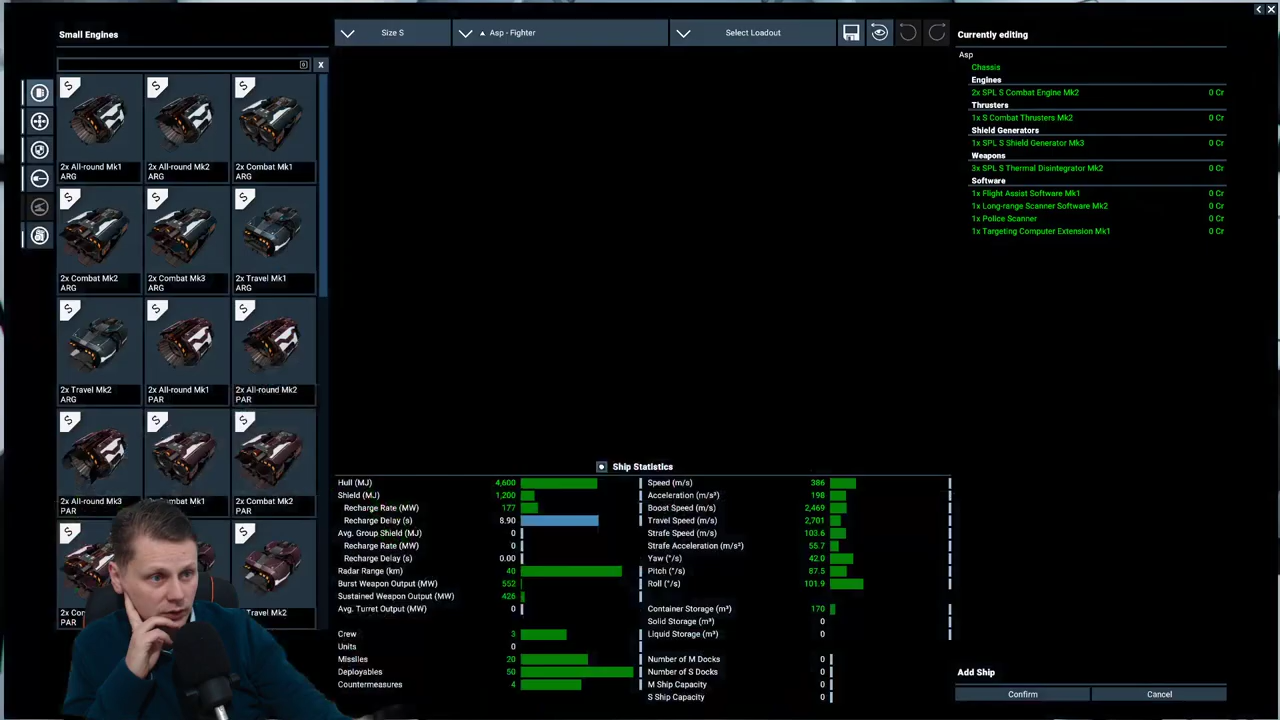 Small Engines
Size S
Asp - Fighter
Select Loadout
Currently editing
Asp
Chassis
Engines
2x SPL S Combat Engine Mk2 0 Cr
Thrusters
1x S Combat Thrusters Mk2 0 Cr
Shield Generators
1x SPL S Shield Generator Mk3 0 Cr
Weapons
3x SPL S Thermal Disintegrator Mk2 0 Cr
Software
1x Flight Assist Software Mk1 0 Cr
1x Long-range Scanner Software Mk2 0 Cr
1x Police Scanner 0 Cr
1x Targeting Computer Extension Mk1 0 Cr
x
S S S
2x All-round Mk1 2x All-round Mk2 2x Combat Mk1
ARG ARG ARG
S S S
2x Combat Mk2 2x Combat Mk3 2x Travel Mk1
ARG ARG ARG
S S S
2x Travel Mk2 2x All-round Mk1 2x All-round Mk2
ARG PAR PAR
S S S
2x All-round Mk3 Combat Mk1 2x Combat Mk2
PAR
S S
2x Co Travel Mk2
PAR
Ship Statistics
Hull (MJ) 4,600
Shield (MJ) 1,200
Recharge Rate (MW) 177
Recharge Delay (s) 8.90
Avg. Group Shield (MJ) 0
Recharge Rate (MW) 0
Recharge Delay (s) 0.00
Radar Range (km) 40
Burst Weapon Output (MW) 552
Sustained Weapon Output (MW) 426
Avg. Turret Output (MW) 0
Crew 3
Units 0
Missiles 20
Deployables 50
Countermeasures 4
Speed (m/s) 386
Acceleration (m/s²) 198
Boost Speed (m/s) 2,469
Travel Speed (m/s) 2,701
Strafe Speed (m/s) 103.6
Strafe Acceleration (m/s²) 55.7
Yaw (°/s) 42.0
Pitch (°/s) 87.5
Roll (°/s) 101.9
Container Storage (m³) 170
Solid Storage (m³) 0
Liquid Storage (m³) 0
Number of M Docks 0
Number of S Docks 0
M Ship Capacity 0
S Ship Capacity 0
Add Ship
Confirm Cancel